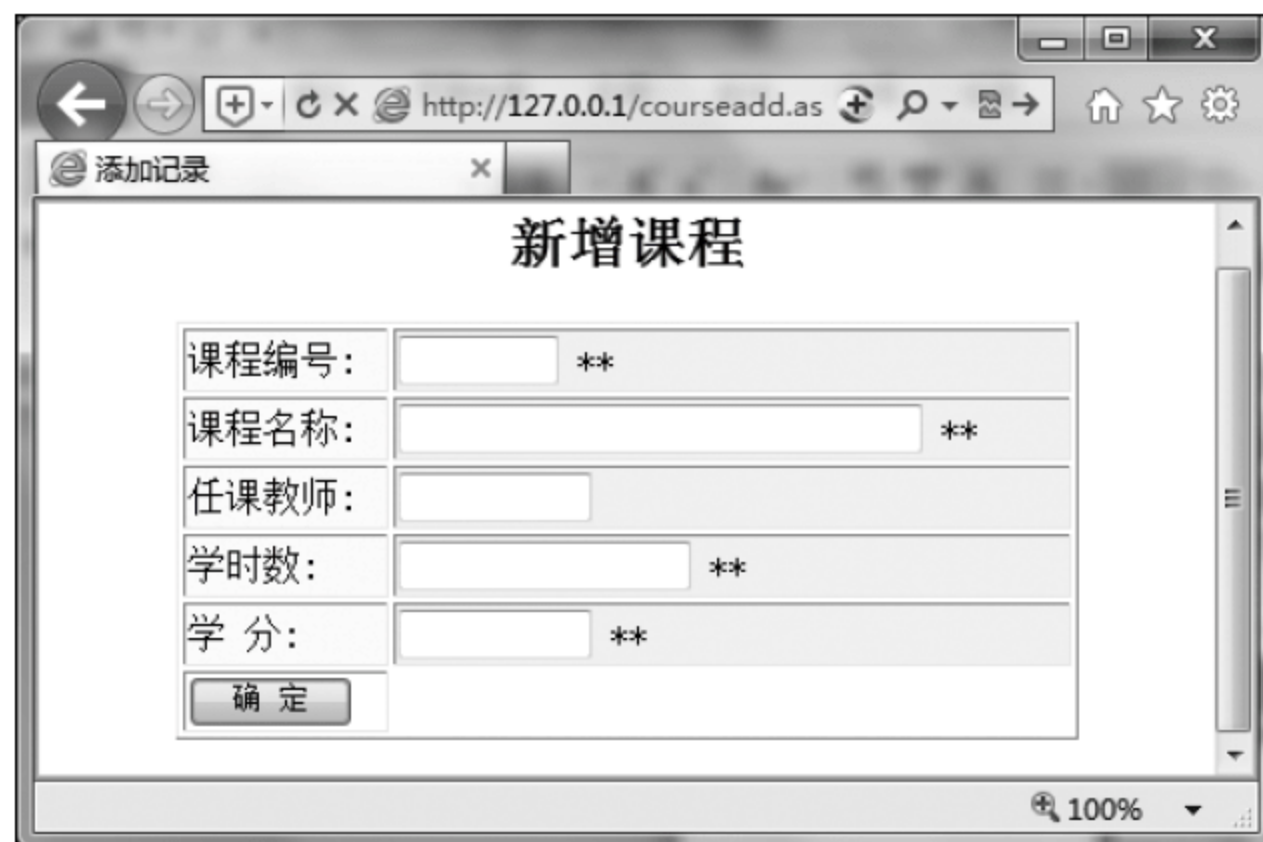 http://127.0.0.1/courseadd.as
添加记录
新增课程
课程编号: **
课程名称: **
任课教师:
学时数: **
学 分: **
确 定
100%